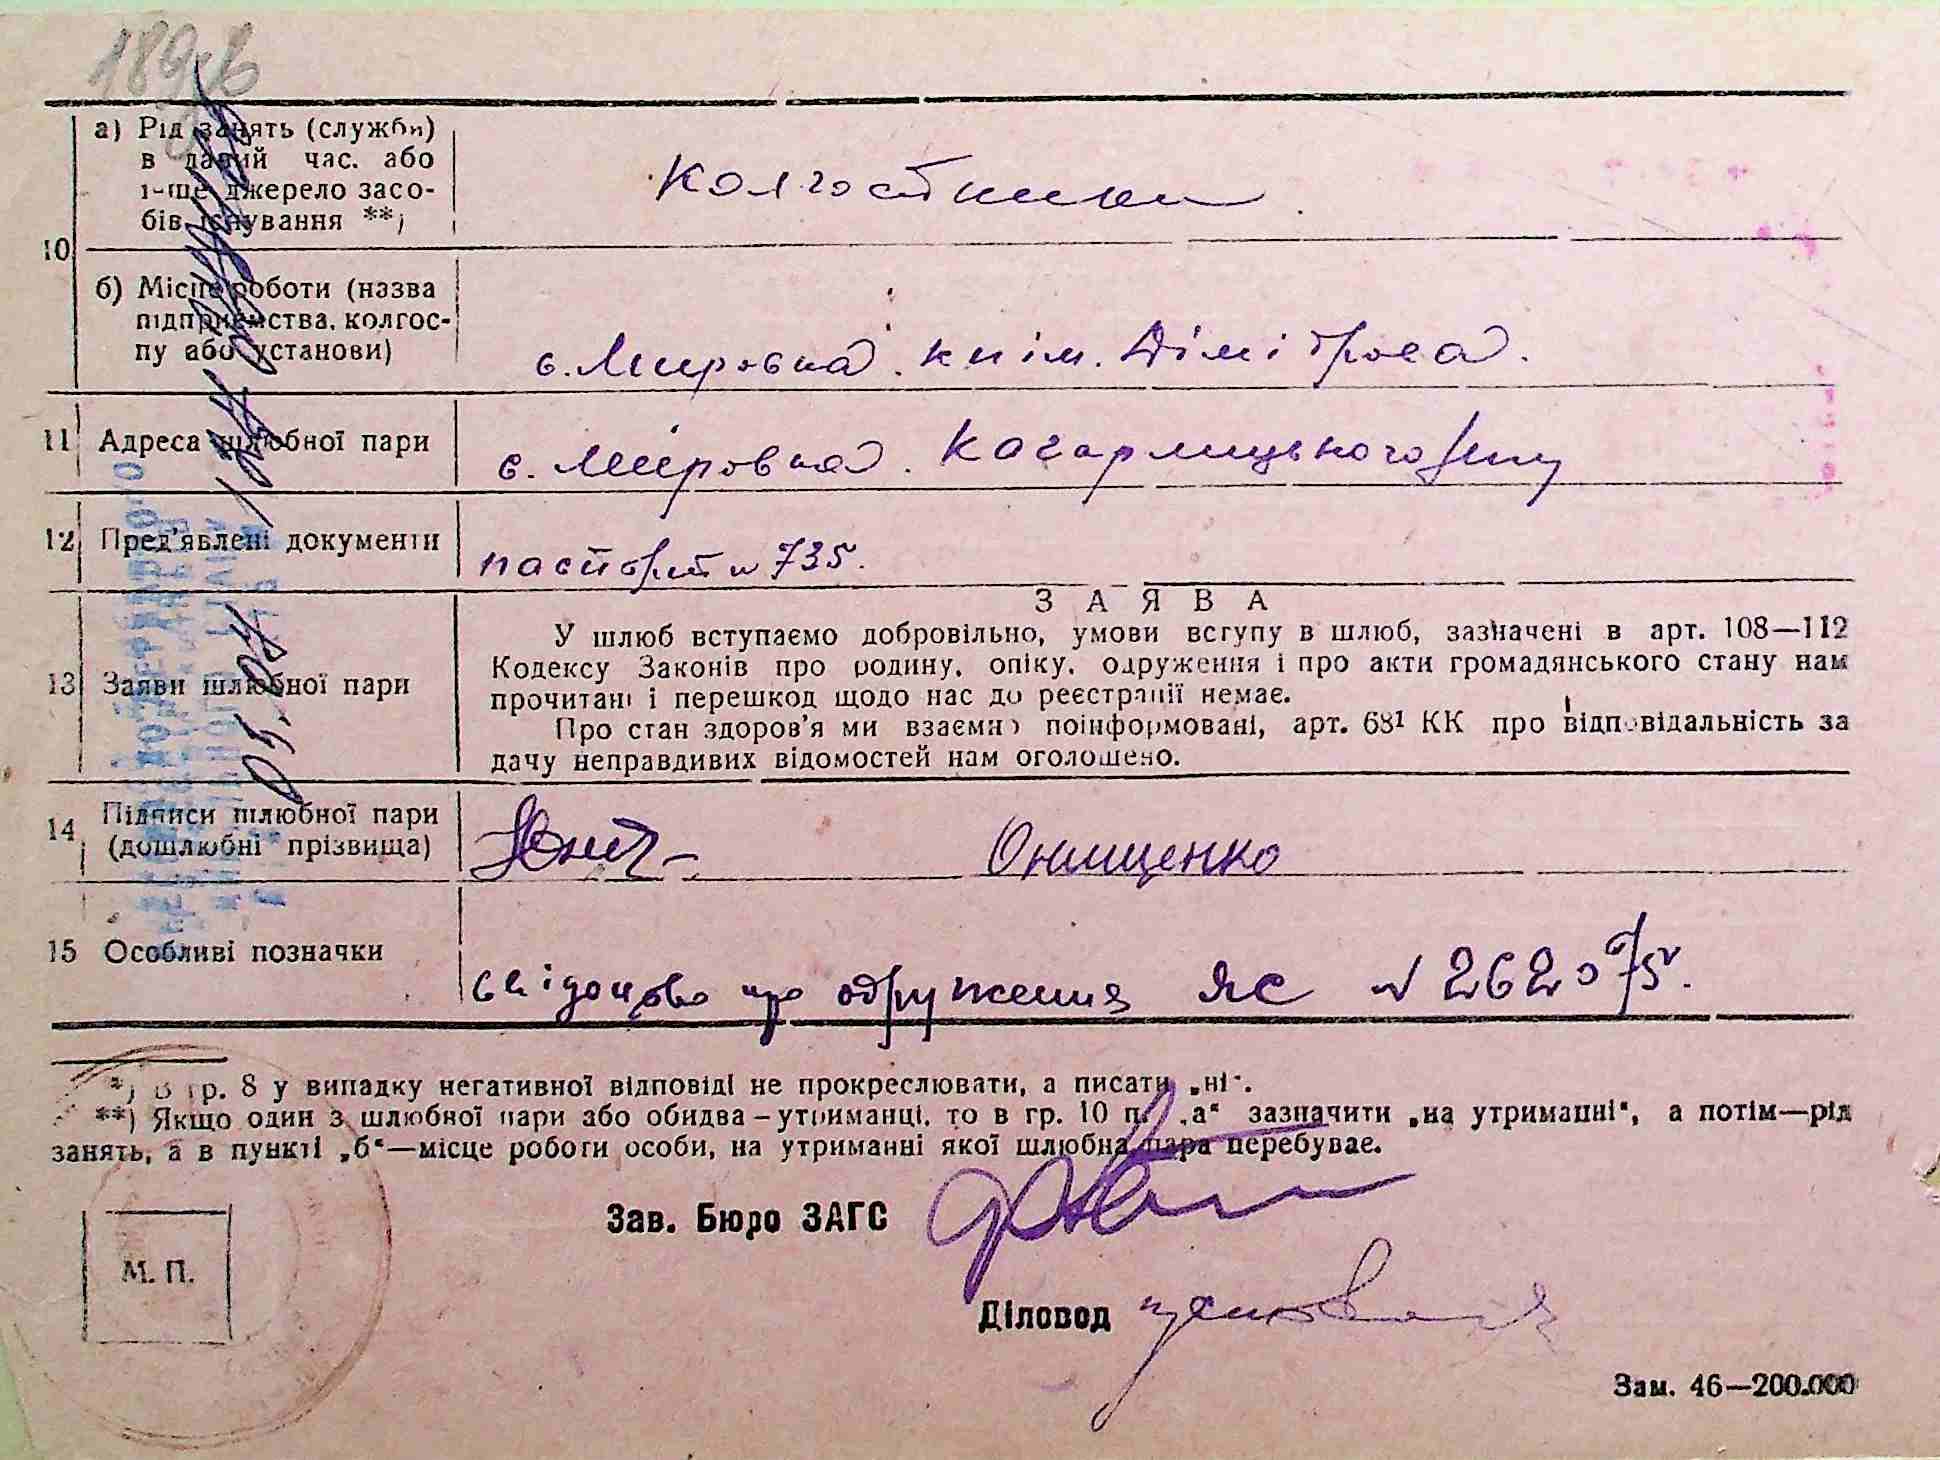 а) Рід занять (служби)
в даний час. або
інше джерело засо-
бів існування **)
колгоспники
10
б) Місце роботи (назва
підприємства, колгос-
пу або установи)
с. Мировка. к-п ім. Дімітрова.
11 Адреса шлюбної пари
с. Мировка. Кагарлицького р-ну
12 Пред'явлені документи
паспорт № 735.
З А Я В А
У шлюб вступаємо добровільно, умови вступу в шлюб, зазначені в арт. 108—112
Кодексу Законів про родину, опіку, одруження і про акти громадянського стану нам
прочитані і перешкод щодо нас до реєстрації немає.
13 Заяви шлюбної пари
Про стан здоров'я ми взаємно поінформовані, арт. 68¹ КК про відповідальність за
дачу неправдивих відомостей нам оголошено.
14 Підписи шлюбної пари
(дошлюбні прізвища)
Онищенко
15 Особливі позначки
свідоцтво про одруження ЯС № 262075.
*) В гр. 8 у випадку негативної відповіді не прокреслювати, а писати „ні“.
**) Якщо один з шлюбної пари або обидва—утриманці, то в гр. 10 п. „а“ зазначити „на утриманні“, а потім—рід
занять, а в пункті „б“—місце роботи особи, на утриманні якої шлюбна пара перебуває.
Зав. Бюро ЗАГС
М. П.
Діловод
Зам. 46—200.000